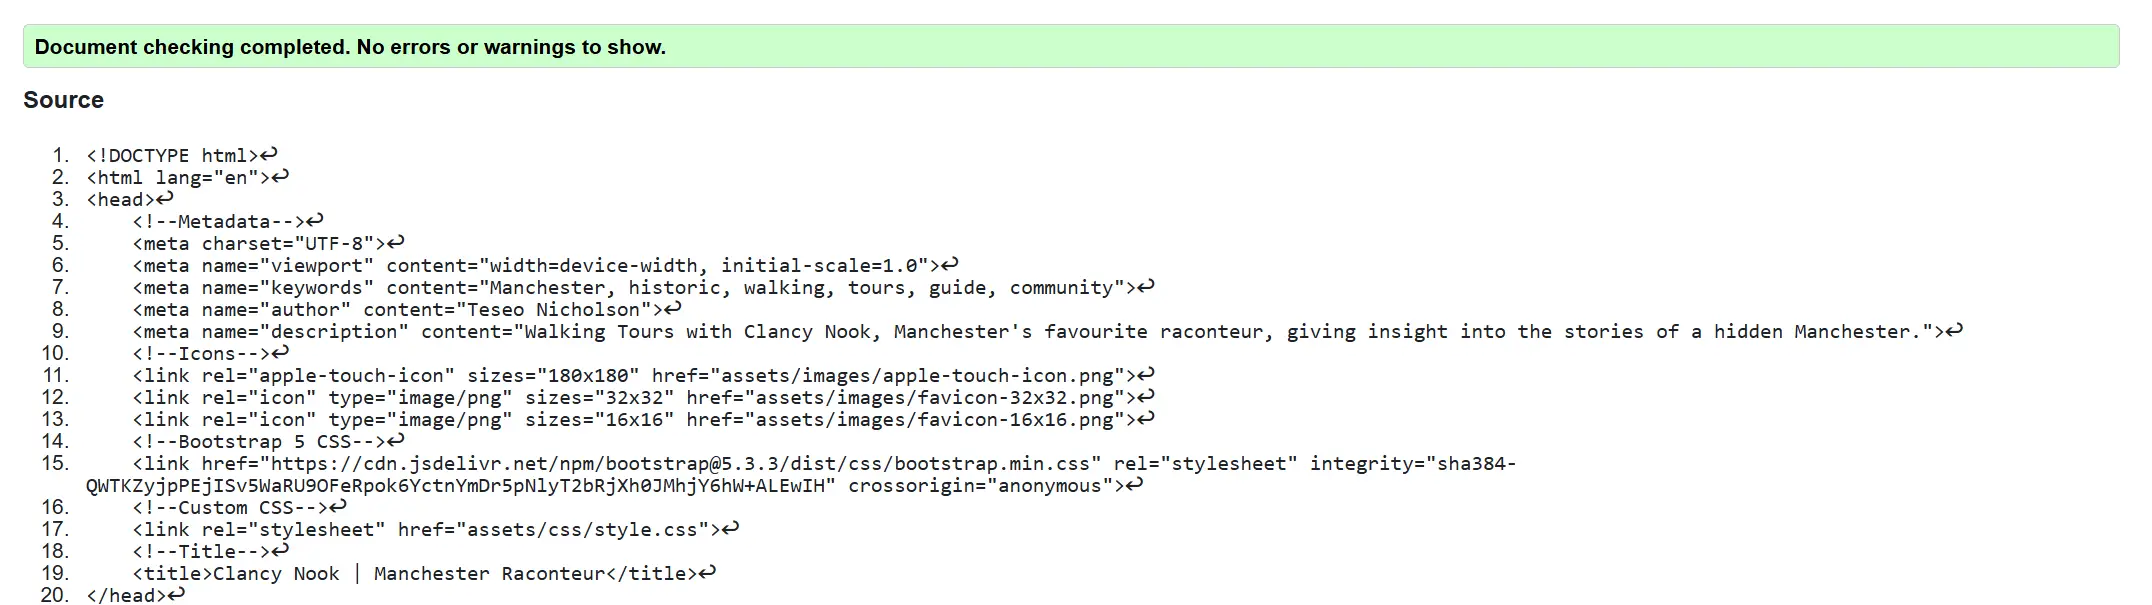 Document checking completed. No errors or warnings to show.
Source
1. <!DOCTYPE html>↩
2. <html lang="en">↩
3. <head>↩
4.     <!--Metadata-->↩
5.     <meta charset="UTF-8">↩
6.     <meta name="viewport" content="width=device-width, initial-scale=1.0">↩
7.     <meta name="keywords" content="Manchester, historic, walking, tours, guide, community">↩
8.     <meta name="author" content="Teseo Nicholson">↩
9.     <meta name="description" content="Walking Tours with Clancy Nook, Manchester's favourite raconteur, giving insight into the stories of a hidden Manchester.">↩
10.     <!--Icons-->↩
11.     <link rel="apple-touch-icon" sizes="180x180" href="assets/images/apple-touch-icon.png">↩
12.     <link rel="icon" type="image/png" sizes="32x32" href="assets/images/favicon-32x32.png">↩
13.     <link rel="icon" type="image/png" sizes="16x16" href="assets/images/favicon-16x16.png">↩
14.     <!--Bootstrap 5 CSS-->↩
15.     <link href="https://cdn.jsdelivr.net/npm/bootstrap@5.3.3/dist/css/bootstrap.min.css" rel="stylesheet" integrity="sha384-
QWTKZyjpPEjISv5WaRU9OFeRpok6YctnYmDr5pNlyT2bRjXh0JMhjY6hW+ALEwIH" crossorigin="anonymous">↩
16.     <!--Custom CSS-->↩
17.     <link rel="stylesheet" href="assets/css/style.css">↩
18.     <!--Title-->↩
19.     <title>Clancy Nook | Manchester Raconteur</title>↩
20. </head>↩